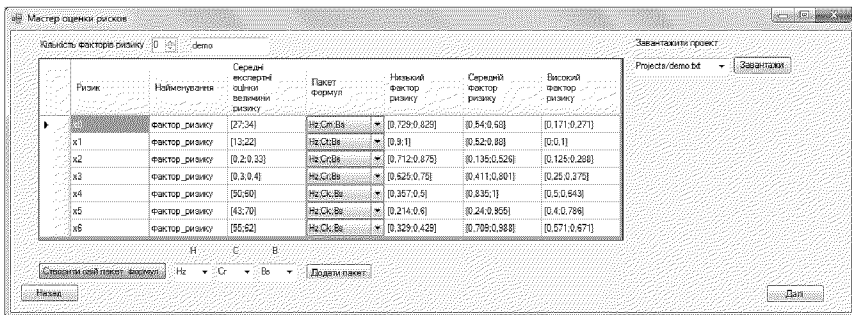 Мастер оценки рисков
Кількість факторів ризику 0 demo
Завантажити проект
Projects/demo.txt Завантажи
Ризик Найменування Середні експертні оцінки величини ризику Пакет формул Низький фактор ризику Середній фактор ризику Високий фактор ризику
фактор_ризику [27;34] Hz;Cm;Bs [0,729;0,829] [0,54;0,68] [0,171;0,271]
x1 фактор_ризику [13;22] Hz;Ct;Bs [0,9;1] [0,52;0,88] [0;0,1]
x2 фактор_ризику [0,2;0,33] Hz;Cr;Bs [0,712;0,875] [0,135;0,526] [0,125;0,288]
x3 фактор_ризику [0,3;0,4] Hz;Ck;Bs [0,625;0,75] [0,411;0,801] [0,25;0,375]
x4 фактор_ризику [50;60] Hz;Ck;Bs [0,357;0,5] [0,835;1] [0,5;0,643]
x5 фактор_ризику [43;70] Hz;Ck;Bs [0,214;0,6] [0,24;0,955] [0,4;0,786]
x6 фактор_ризику [55;62] Hz;Ck;Bs [0,329;0,429] [0,709;0,988] [0,571;0,671]
H C B
Створити свій пакет формул Hz Cr Bs Додати пакет
Назад Далі